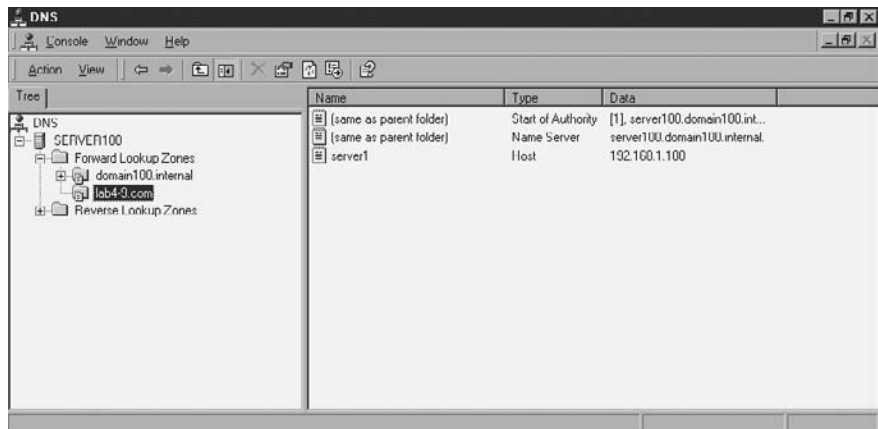 DNS
Console Window Help
Action View
Tree
Name Type Data
DNS
SERVER100
Forward Lookup Zones
domain100.internal
lab4-9.com
Reverse Lookup Zones
(same as parent folder) Start of Authority [1], server100.domain100.int...
(same as parent folder) Name Server server100.domain100.internal.
server1 Host 192.168.1.100